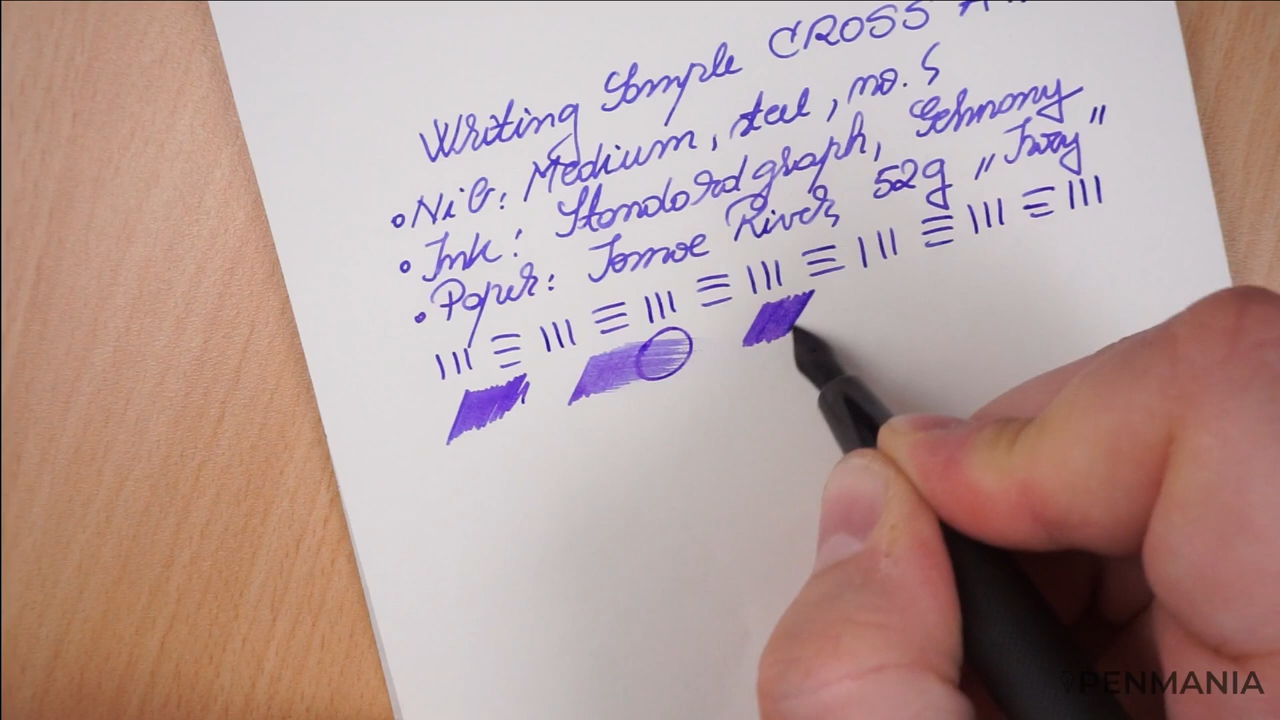 Writing Sample CROSS
• Nib: Medium, steel, no. 5
• Ink: Standardgraph, Germany
• Paper: Tomoe River 52g „Ivory"
PENMANIA